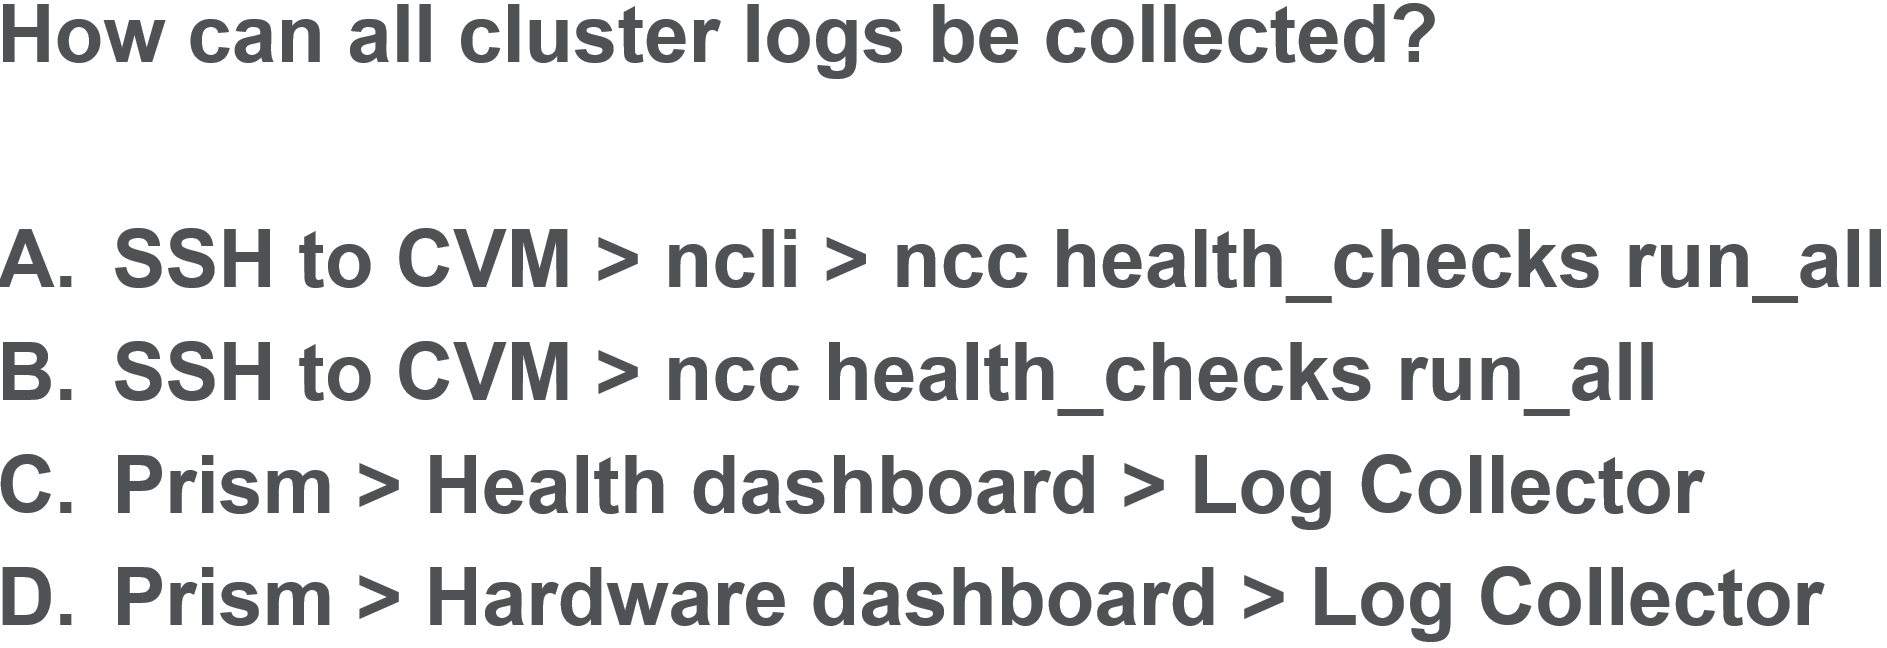 How can all cluster logs be collected?
A. SSH to CVM > ncli > ncc health_checks run_all
B. SSH to CVM > ncc health_checks run_all
C. Prism > Health dashboard > Log Collector
D. Prism > Hardware dashboard > Log Collector